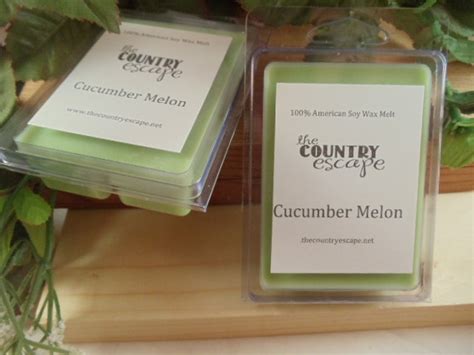 the
COUNTRY
escape
Cucumber Melon
www.thecountryescape.net
100% American Soy Wax Melt
the
COUNTRY
escape
Cucumber Melon
thecountryescape.net